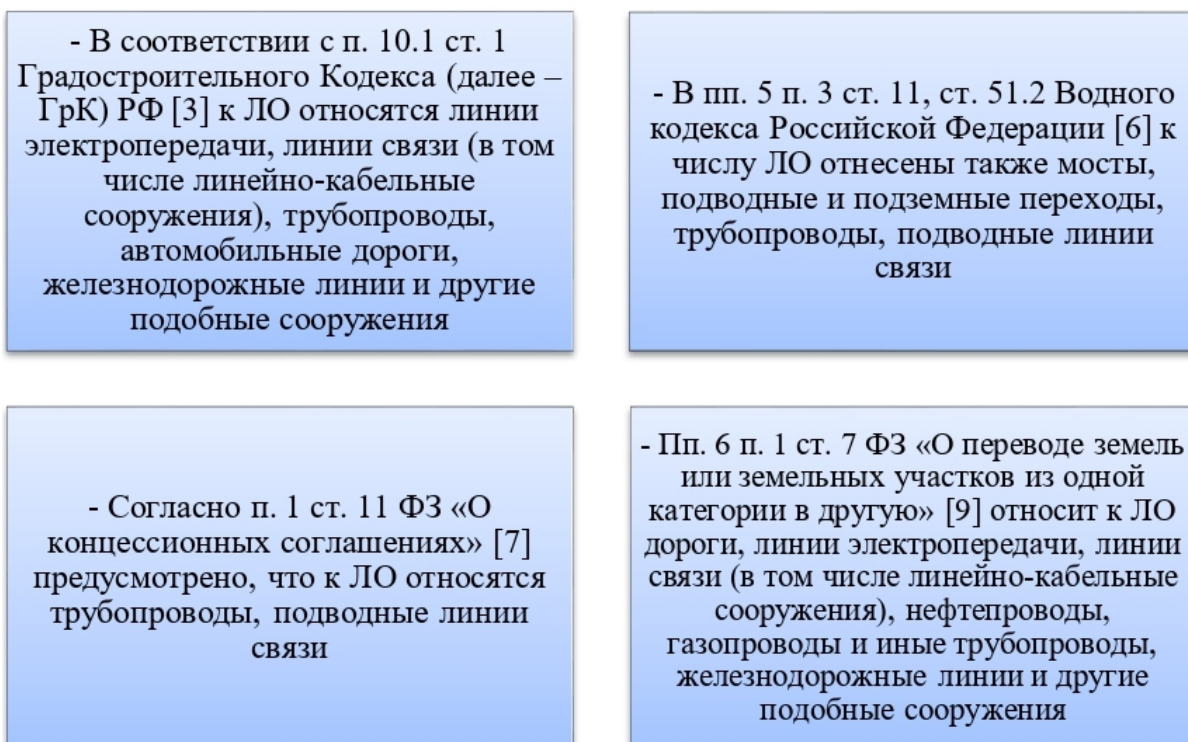 - В соответствии с п. 10.1 ст. 1
Градостроительного Кодекса (далее –
ГрК) РФ [3] к ЛО относятся линии
электропередачи, линии связи (в том
числе линейно-кабельные
сооружения), трубопроводы,
автомобильные дороги,
железнодорожные линии и другие
подобные сооружения
- В пп. 5 п. 3 ст. 11, ст. 51.2 Водного
кодекса Российской Федерации [6] к
числу ЛО отнесены также мосты,
подводные и подземные переходы,
трубопроводы, подводные линии
связи
- Согласно п. 1 ст. 11 ФЗ «О
концессионных соглашениях» [7]
предусмотрено, что к ЛО относятся
трубопроводы, подводные линии
связи
- Пп. 6 п. 1 ст. 7 ФЗ «О переводе земель
или земельных участков из одной
категории в другую» [9] относит к ЛО
дороги, линии электропередачи, линии
связи (в том числе линейно-кабельные
сооружения), нефтепроводы,
газопроводы и иные трубопроводы,
железнодорожные линии и другие
подобные сооружения